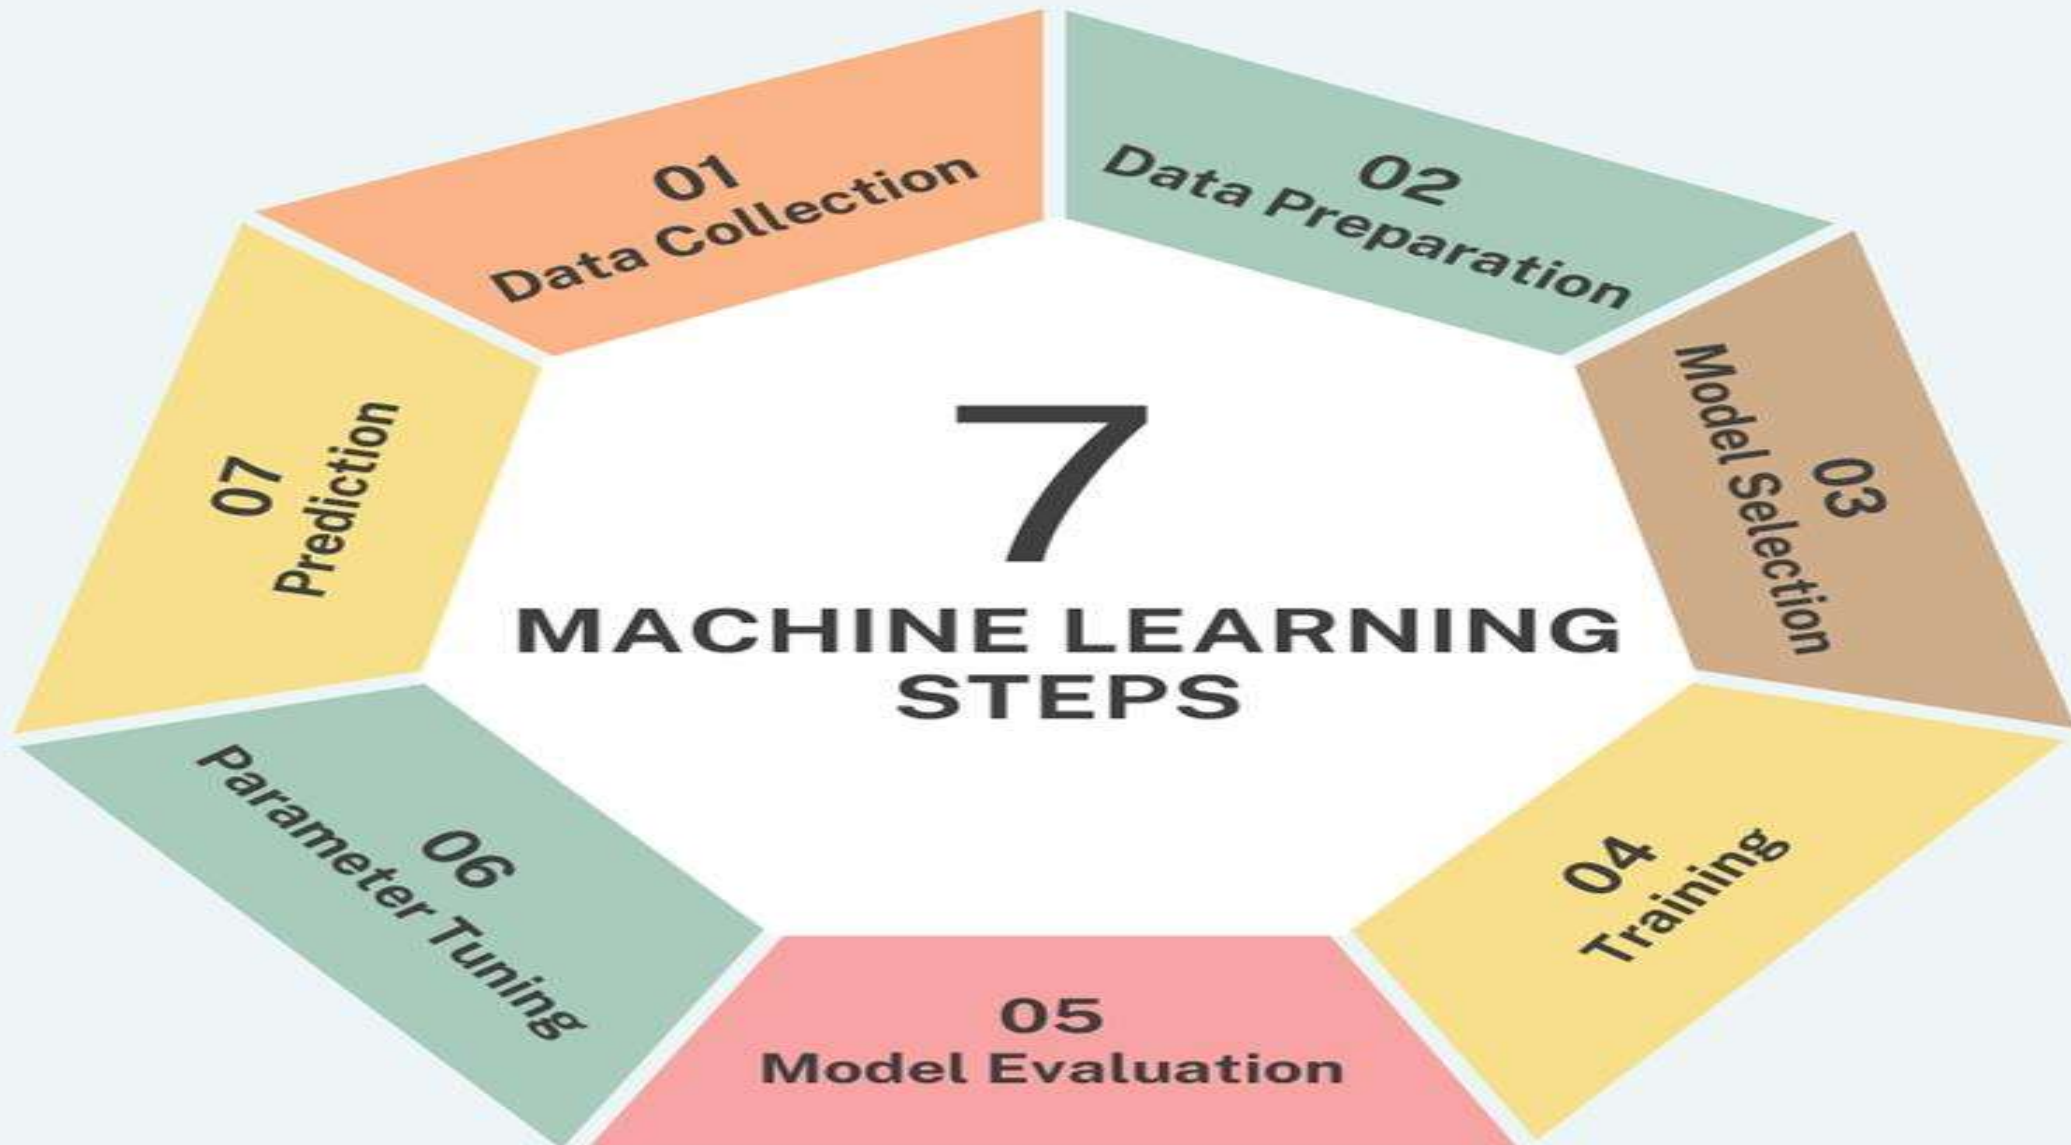 7
MACHINE LEARNING
STEPS
01
Data Collection
02
Data Preparation
03
Model Selection
04
Training
05
Model Evaluation
06
Parameter Tuning
07
Prediction